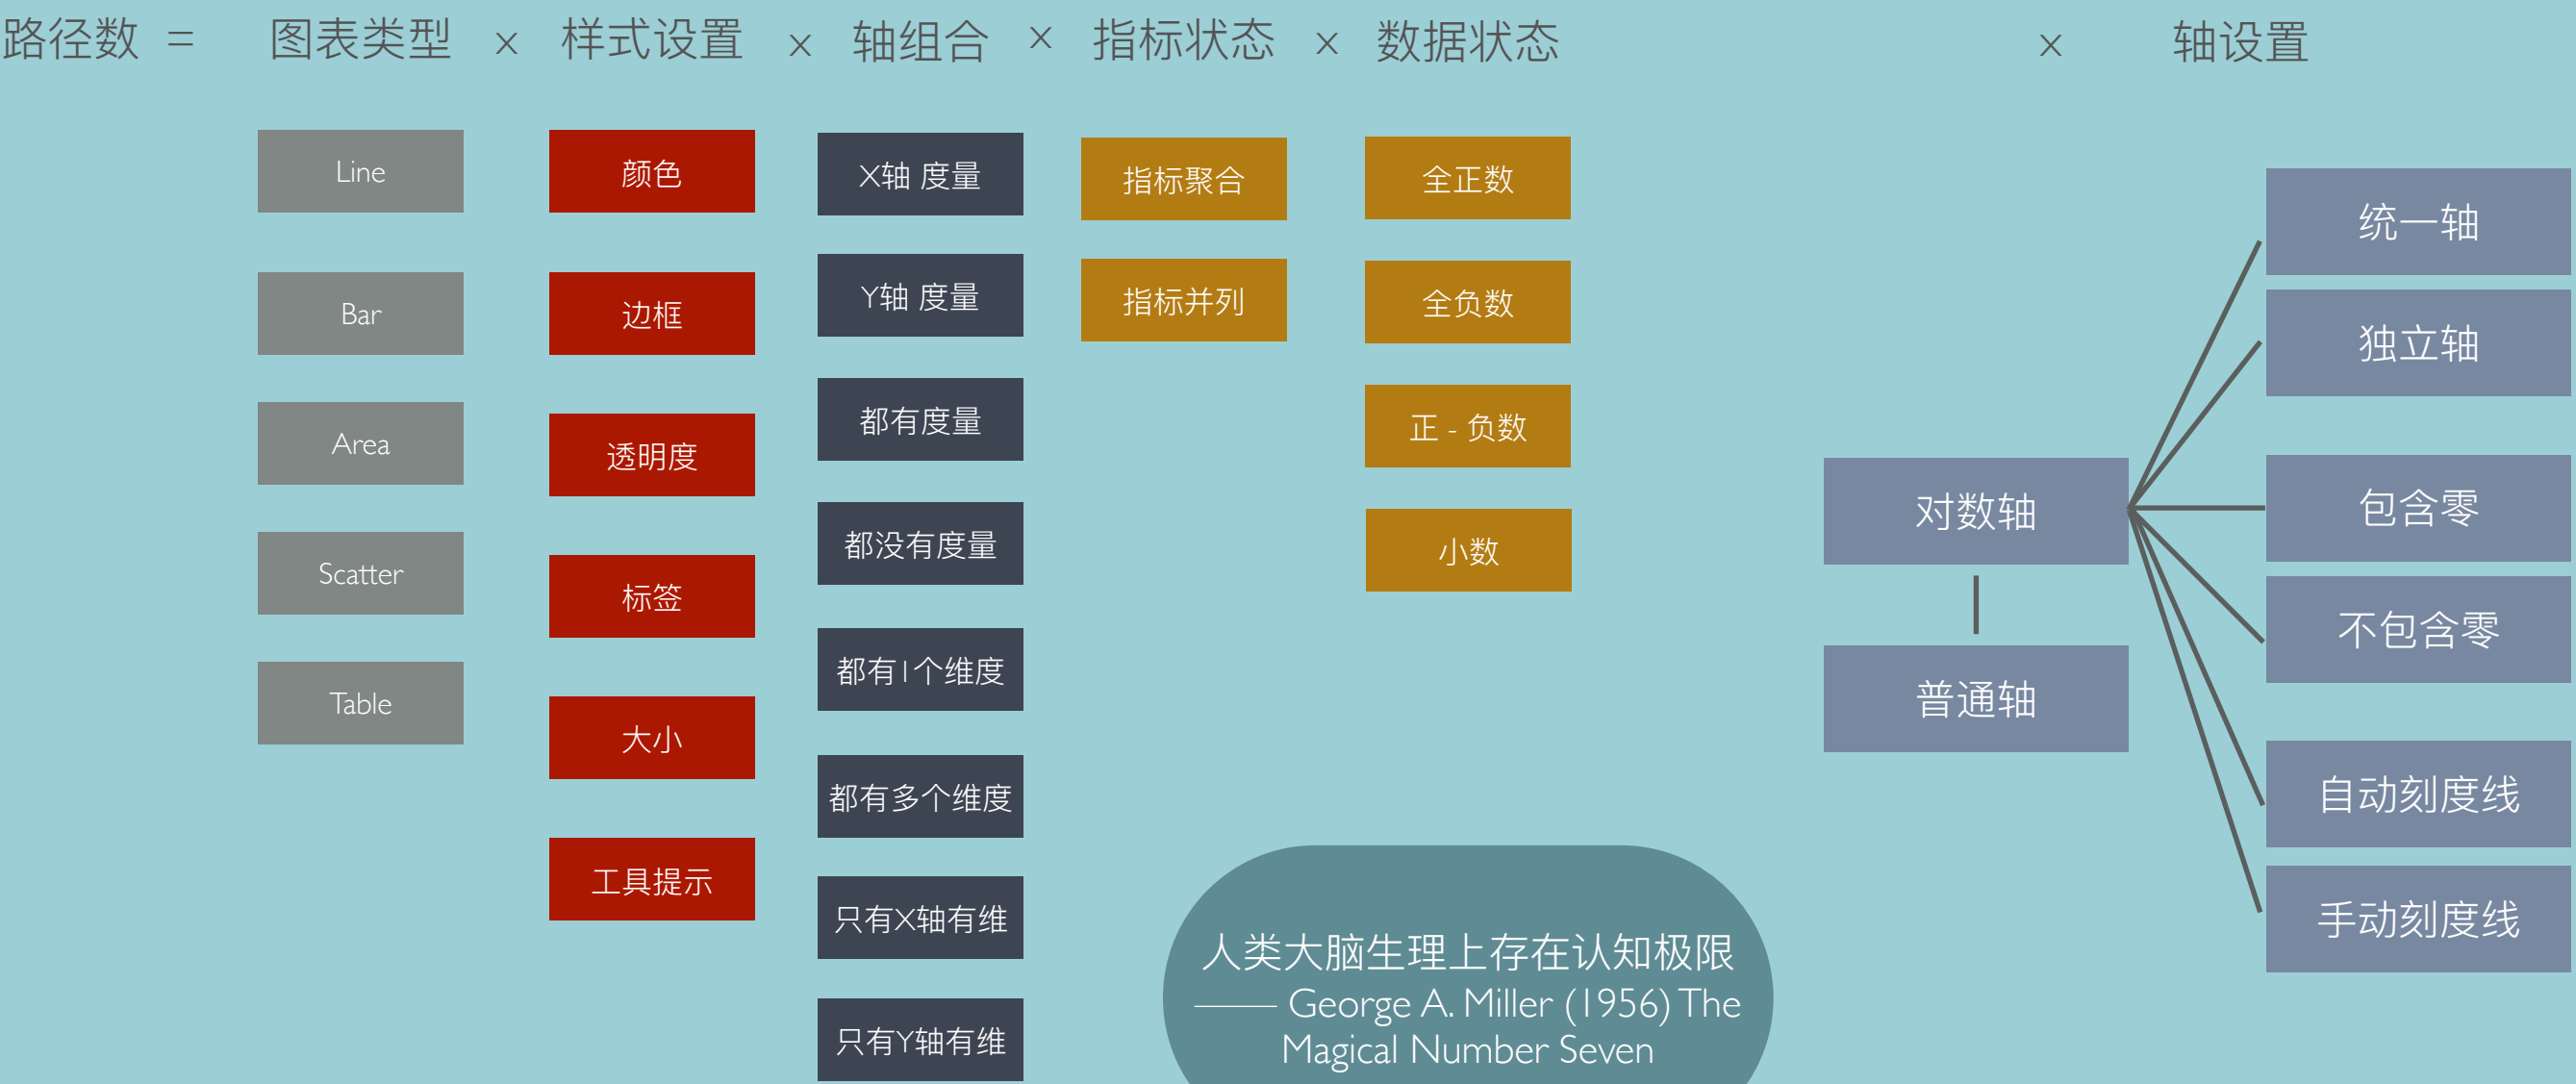 路径数 = 图表类型 x 样式设置 x 轴组合 x 指标状态 x 数据状态 x 轴设置
Line
Bar
Area
Scatter
Table
颜色
边框
透明度
标签
大小
工具提示
X轴 度量
Y轴 度量
都有度量
都没有度量
都有1个维度
都有多个维度
只有X轴有维
只有Y轴有维
指标聚合
指标并列
全正数
全负数
正 - 负数
小数
对数轴
普通轴
统一轴
独立轴
包含零
不包含零
自动刻度线
手动刻度线
人类大脑生理上存在认知极限
—— George A. Miller (1956) The
Magical Number Seven